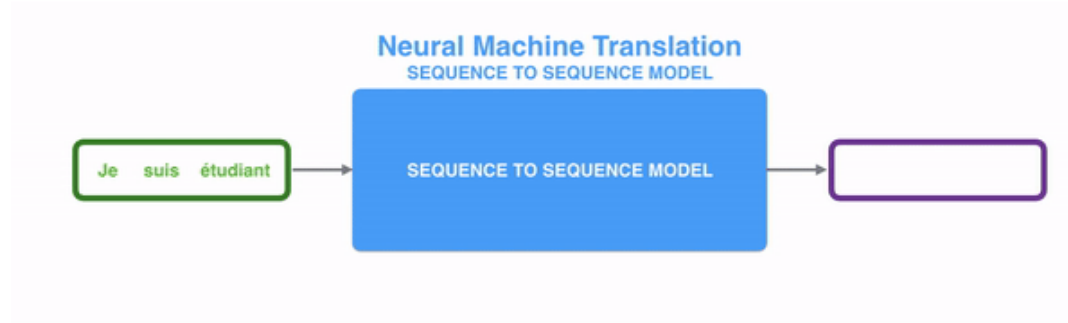 Neural Machine Translation
SEQUENCE TO SEQUENCE MODEL
Je suis étudiant
SEQUENCE TO SEQUENCE MODEL